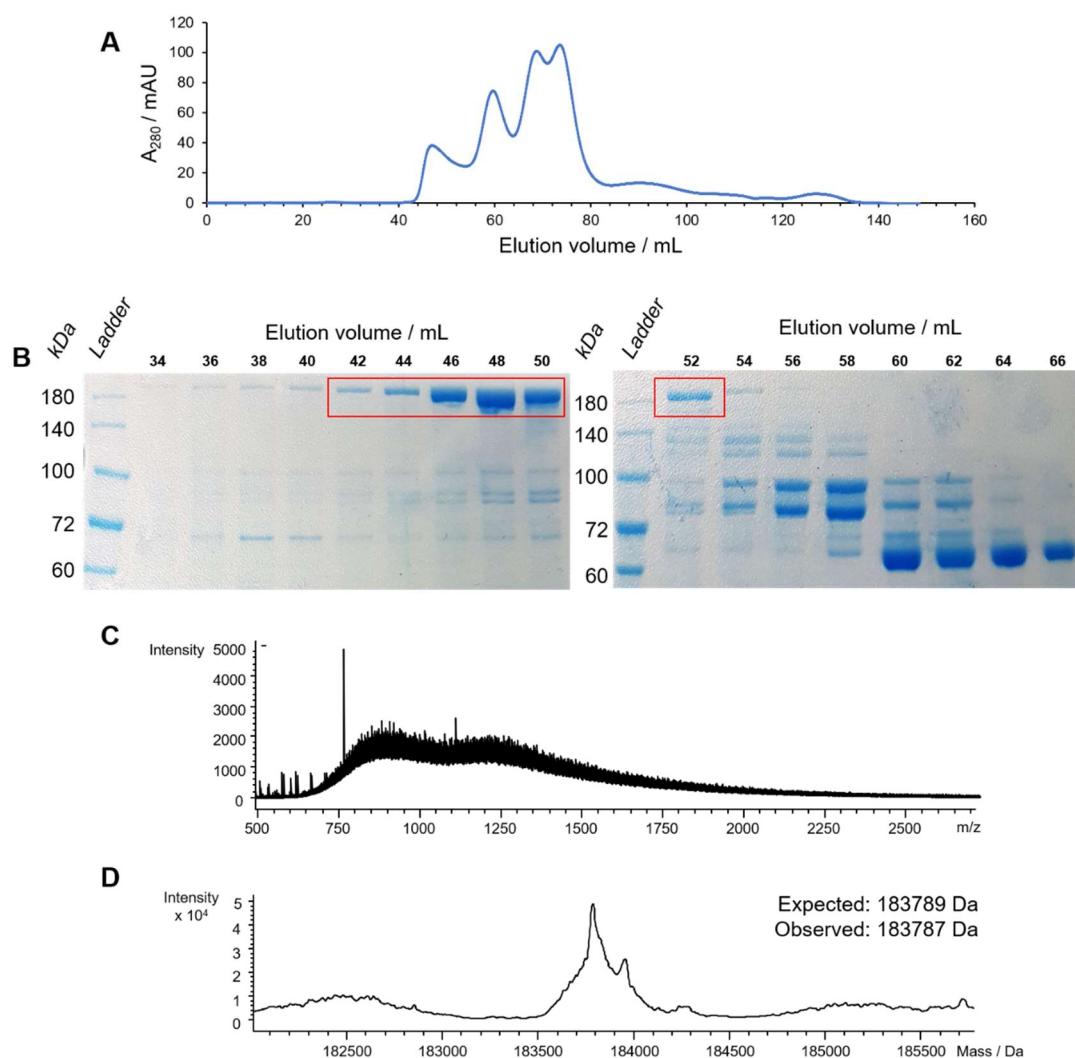 A
120
100
80
60
40
20
0
A₂₈₀ / mAU
0 20 40 60 80 100 120 140 160
Elution volume / mL
B
kDa Ladder Elution volume / mL
34 36 38 40 42 44 46 48 50
180
140
100
72
60
kDa Ladder Elution volume / mL
52 54 56 58 60 62 64 66
180
140
100
72
60
C
Intensity
5000
4000
3000
2000
1000
0
500 750 1000 1250 1500 1750 2000 2250 2500 m/z
D
Intensity
x 10⁴
5
4
3
2
1
0
Expected: 183789 Da
Observed: 183787 Da
182500 183000 183500 184000 184500 185000 185500 Mass / Da